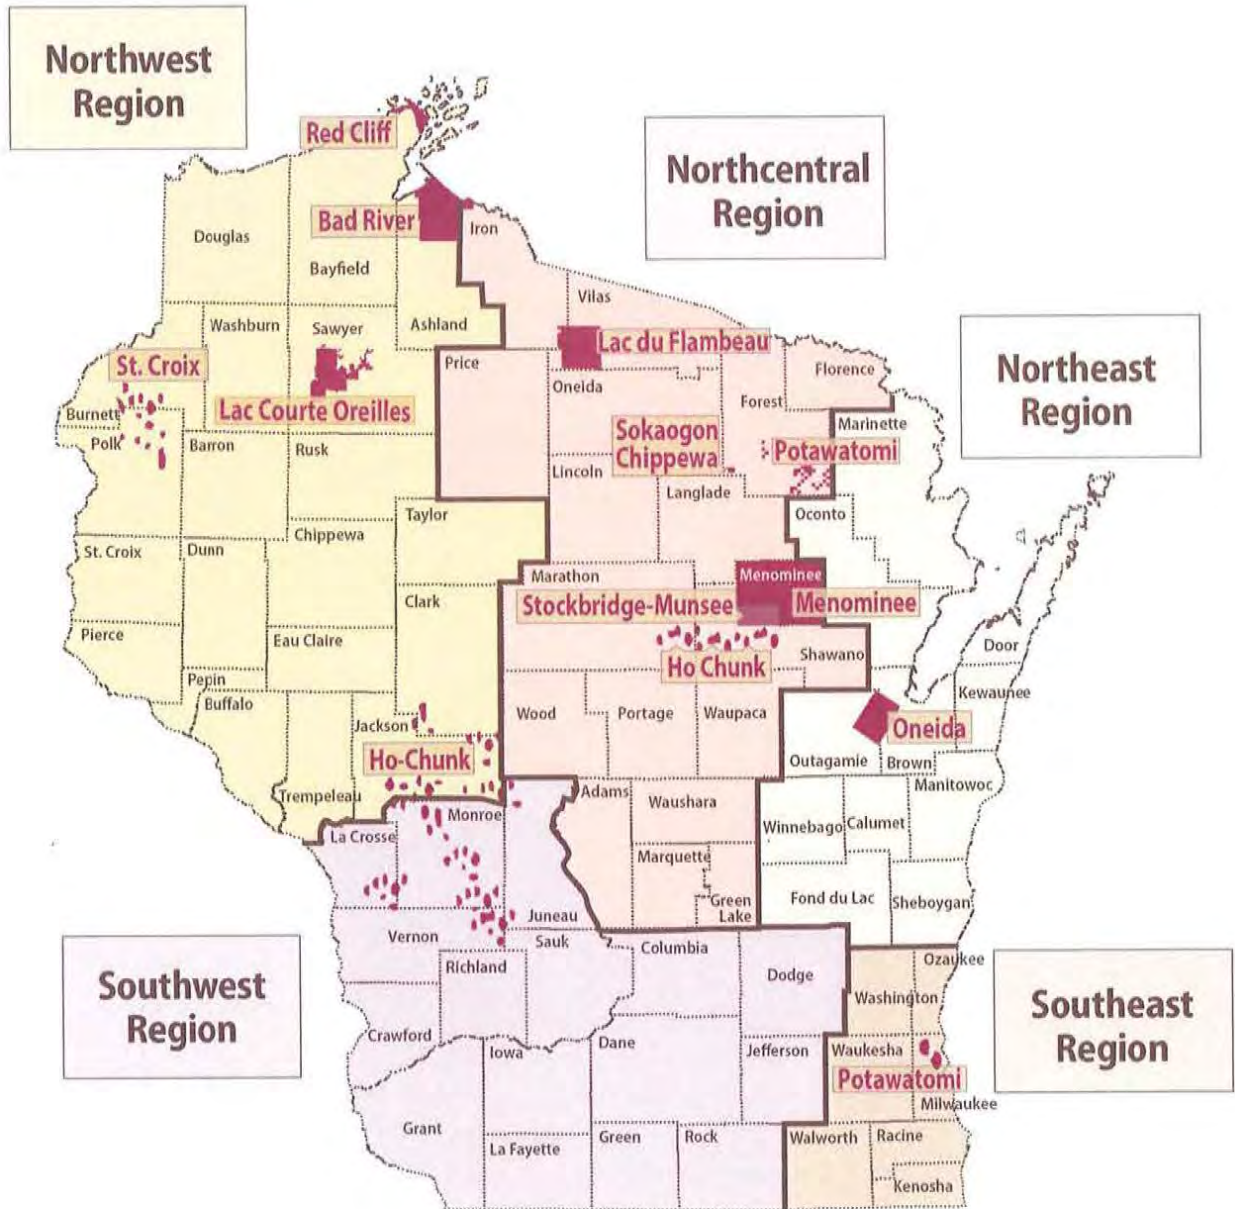 Northwest
Region
Red Cliff
Northcentral
Region
Bad River
Iron
Douglas
Bayfield
Vilas
Washburn
Sawyer
Ashland
Lac du Flambeau
St. Croix
Price
Florence
Northeast
Region
Oneida
Forest
Burnett
Lac Courte Oreilles
Marinette
Polk
Barron
Rusk
Sokaogon
Chippewa
Potawatomi
Lincoln
Langlade
Taylor
Oconto
Chippewa
St. Croix
Dunn
Marathon
Menominee
Clark
Stockbridge-Munsee
Menominee
Pierce
Eau Claire
Door
Shawano
Ho Chunk
Pepin
Kewaunee
Buffalo
Wood
Portage
Waupaca
Jackson
Oneida
Ho-Chunk
Outagamie
Brown
Manitowoc
Trempeleau
Adams
Waushara
Monroe
Winnebago
Calumet
La Crosse
Marquette
Fond du Lac
Green
Lake
Sheboygan
Juneau
Vernon
Sauk
Columbia
Southwest
Region
Richland
Dodge
Ozaukee
Washington
Southeast
Region
Crawford
Iowa
Dane
Jefferson
Waukesha
Potawatomi
Milwaukee
Grant
La Fayette
Green
Rock
Walworth
Racine
Kenosha